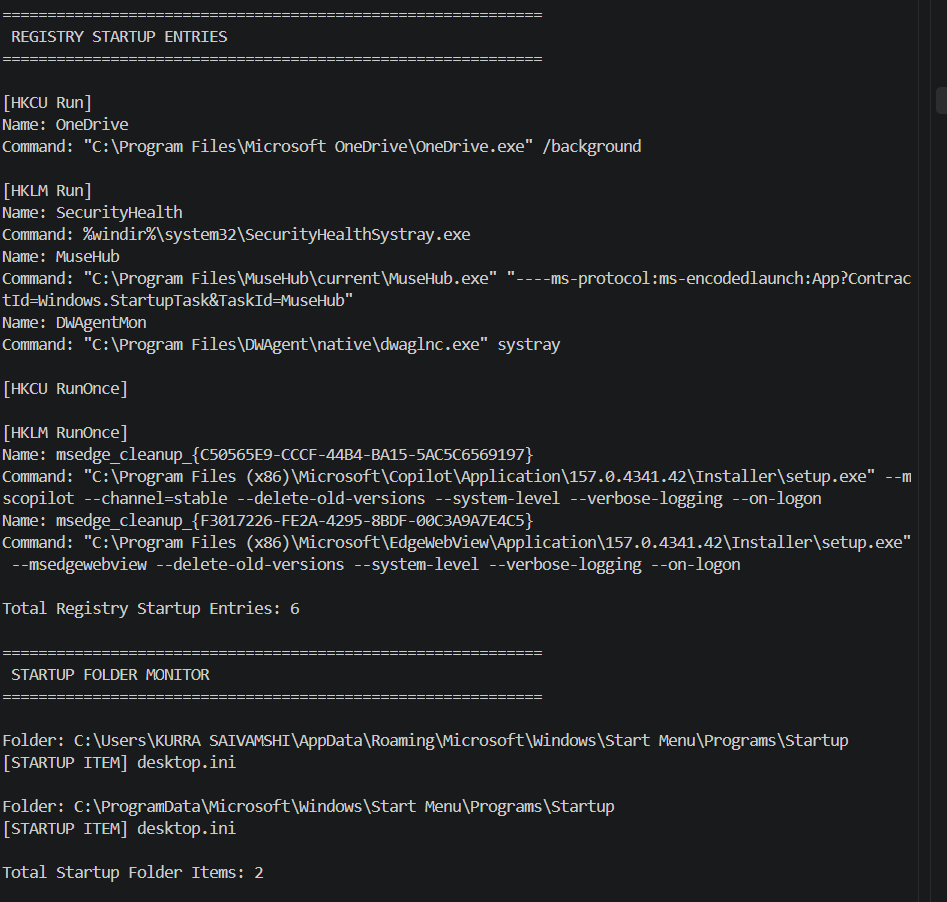 ============================================================
 REGISTRY STARTUP ENTRIES
============================================================
[HKCU Run]
Name: OneDrive
Command: "C:\Program Files\Microsoft OneDrive\OneDrive.exe" /background
[HKLM Run]
Name: SecurityHealth
Command: %windir%\system32\SecurityHealthSystray.exe
Name: MuseHub
Command: "C:\Program Files\MuseHub\current\MuseHub.exe" "----ms-protocol:ms-encodedlaunch:App?Contrac
tId=Windows.StartupTask&TaskId=MuseHub"
Name: DWAgentMon
Command: "C:\Program Files\DWAgent\native\dwaglnc.exe" systray
[HKCU RunOnce]
[HKLM RunOnce]
Name: msedge_cleanup_{C50565E9-CCCF-44B4-BA15-5AC5C6569197}
Command: "C:\Program Files (x86)\Microsoft\Copilot\Application\157.0.4341.42\Installer\setup.exe" --m
scopilot --channel=stable --delete-old-versions --system-level --verbose-logging --on-logon
Name: msedge_cleanup_{F3017226-FE2A-4295-8BDF-00C3A9A7E4C5}
Command: "C:\Program Files (x86)\Microsoft\EdgeWebView\Application\157.0.4341.42\Installer\setup.exe"
 --msedgewebview --delete-old-versions --system-level --verbose-logging --on-logon
Total Registry Startup Entries: 6
============================================================
 STARTUP FOLDER MONITOR
============================================================
Folder: C:\Users\KURRA SAIVAMSHI\AppData\Roaming\Microsoft\Windows\Start Menu\Programs\Startup
[STARTUP ITEM] desktop.ini
Folder: C:\ProgramData\Microsoft\Windows\Start Menu\Programs\Startup
[STARTUP ITEM] desktop.ini
Total Startup Folder Items: 2